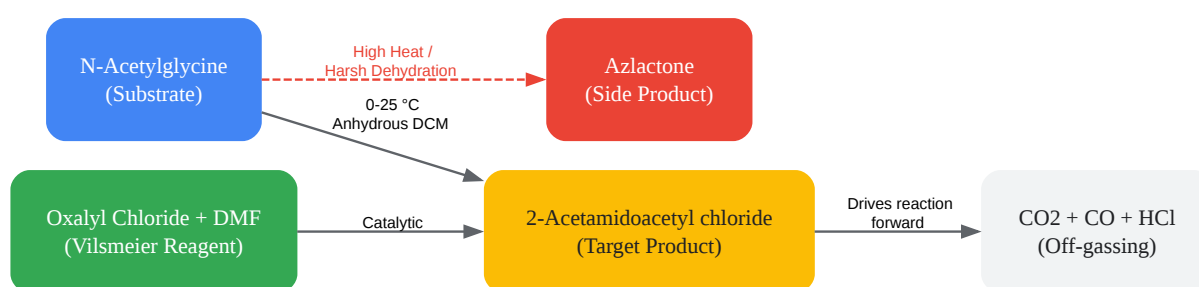 N-Acetylglycine
(Substrate)
High Heat /
Harsh Dehydration
Azlactone
(Side Product)
0-25 °C
Anhydrous DCM
Oxalyl Chloride + DMF
(Vilsmeier Reagent)
Catalytic
2-Acetamidoacetyl chloride
(Target Product)
Drives reaction
forward
CO2 + CO + HCl
(Off-gassing)